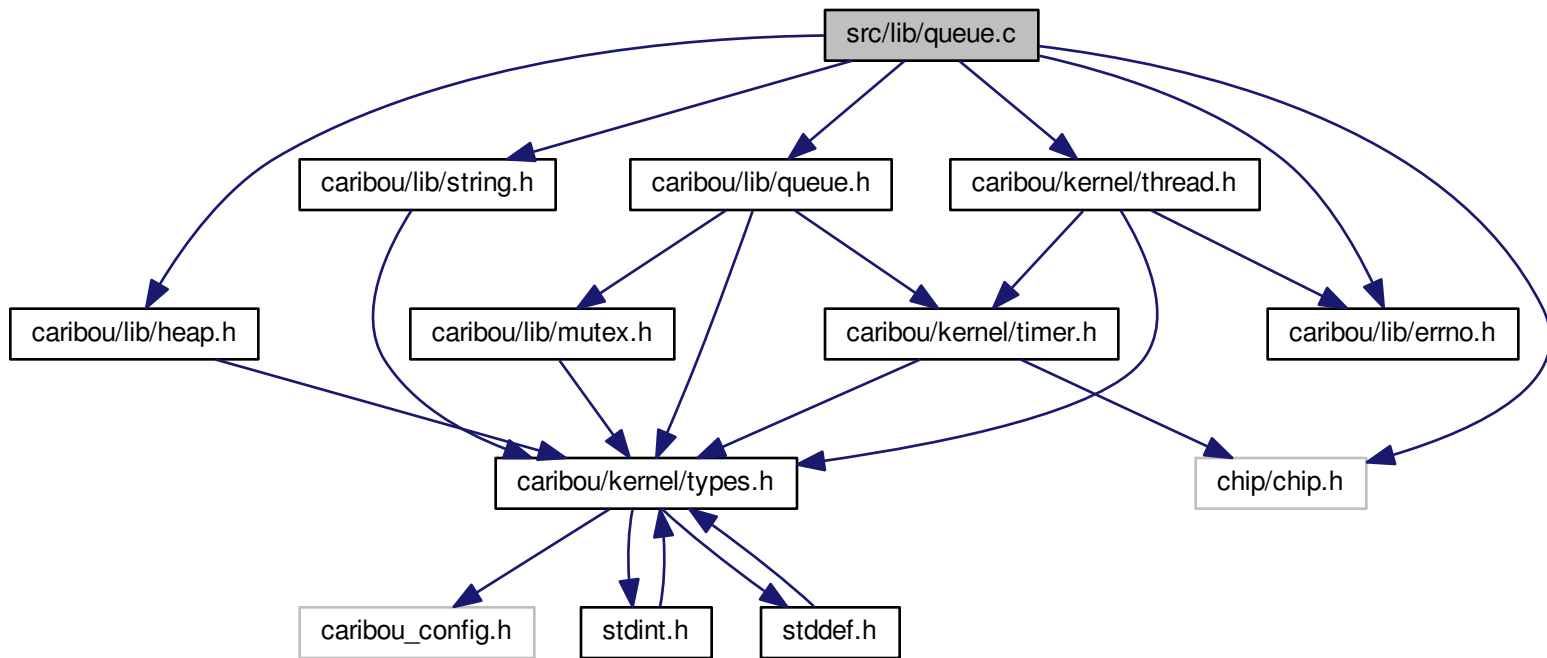 src/lib/queue.c
caribou/lib/string.h
caribou/lib/queue.h
caribou/kernel/thread.h
caribou/lib/heap.h
caribou/lib/mutex.h
caribou/kernel/timer.h
caribou/lib/errno.h
caribou/kernel/types.h
chip/chip.h
caribou_config.h
stdint.h
stddef.h